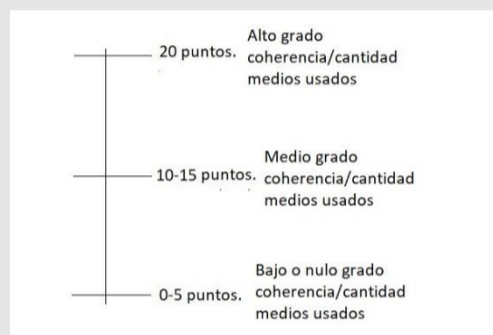 Alto grado
20 puntos. coherencia/cantidad
medios usados
Medio grado
10-15 puntos. coherencia/cantidad
medios usados
Bajo o nulo grado
0-5 puntos. coherencia/cantidad
medios usados